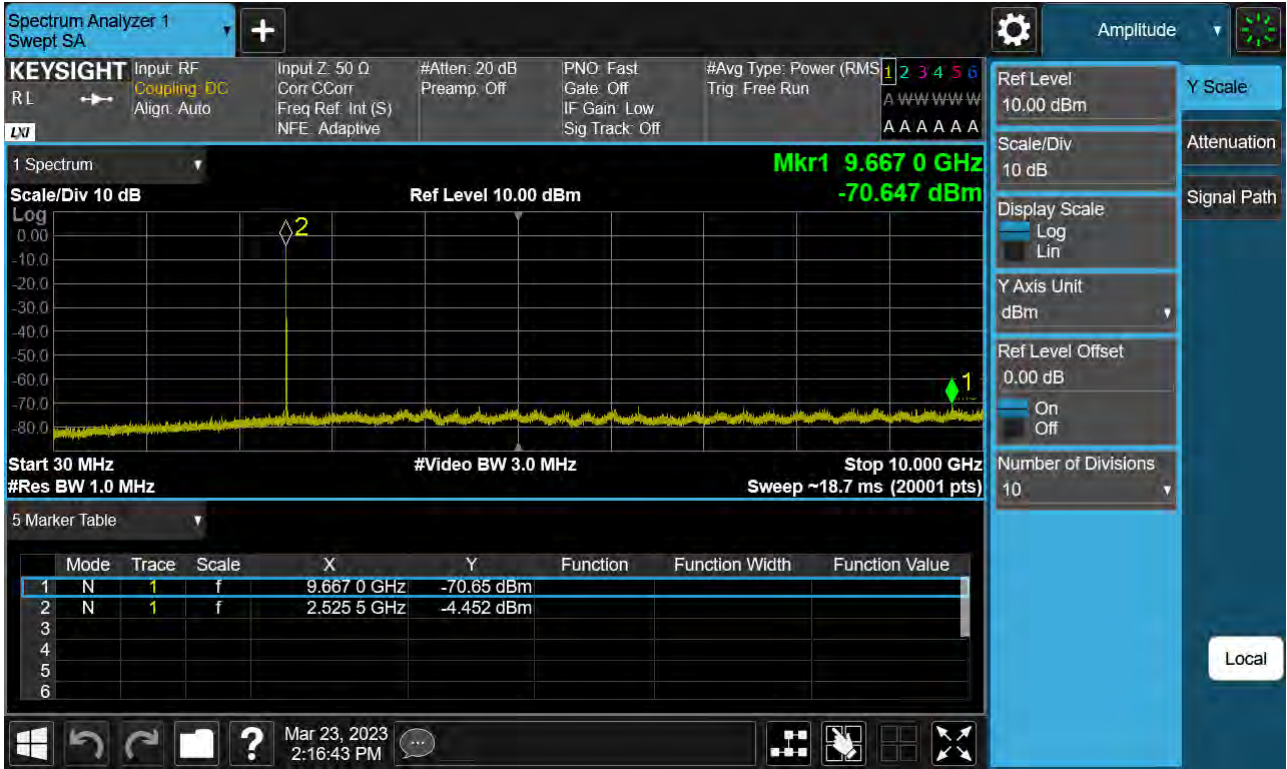 Spectrum Analyzer 1
Swept SA
Amplitude
KEYSIGHT
RL
LXI
Input: RF
Coupling: DC
Align: Auto
Input Z: 50 Ω
Corr CCorr
Freq Ref: Int (S)
NFE: Adaptive
#Atten: 20 dB
Preamp: Off
PNO: Fast
Gate: Off
IF Gain: Low
Sig Track: Off
#Avg Type: Power (RMS
Trig: Free Run
1 2 3 4 5 6
A W W W W W
A A A A A A
1 Spectrum
Mkr1 9.667 0 GHz
-70.647 dBm
Scale/Div 10 dB
Ref Level 10.00 dBm
Log
0.00
-10.0
-20.0
-30.0
-40.0
-50.0
-60.0
-70.0
-80.0
2
1
Start 30 MHz
#Video BW 3.0 MHz
Stop 10.000 GHz
#Res BW 1.0 MHz
Sweep ~18.7 ms (20001 pts)
5 Marker Table
Mode Trace Scale X Y Function Function Width Function Value
1 N 1 f 9.667 0 GHz -70.65 dBm
2 N 1 f 2.525 5 GHz -4.452 dBm
3
4
5
6
Ref Level
10.00 dBm
Scale/Div
10 dB
Display Scale
Log
Lin
Y Axis Unit
dBm
Ref Level Offset
0.00 dB
On
Off
Number of Divisions
10
Y Scale
Attenuation
Signal Path
Local
?
Mar 23, 2023
2:16:43 PM